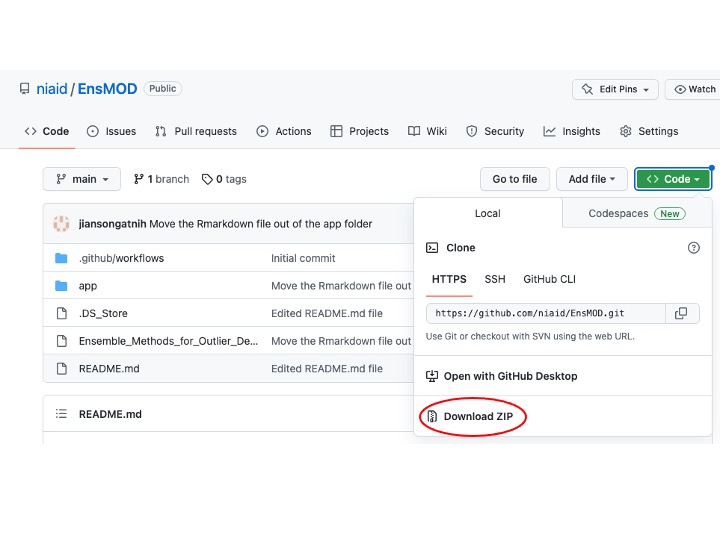 niaid / EnsMOD Public
Edit Pins Watch
Code Issues Pull requests Actions Projects Wiki Security Insights Settings
main 1 branch 0 tags Go to file Add file Code
jiansongatnih Move the Rmarkdown file out of the app folder
.github/workflows Initial commit
app Move the Rmarkdown file out
.DS_Store Edited README.md file
Ensemble_Methods_for_Outlier_De... Move the Rmarkdown file out
README.md Edited README.md file
README.md
Local Codespaces New
Clone
HTTPS SSH GitHub CLI
https://github.com/niaid/EnsMOD.git
Use Git or checkout with SVN using the web URL.
Open with GitHub Desktop
Download ZIP